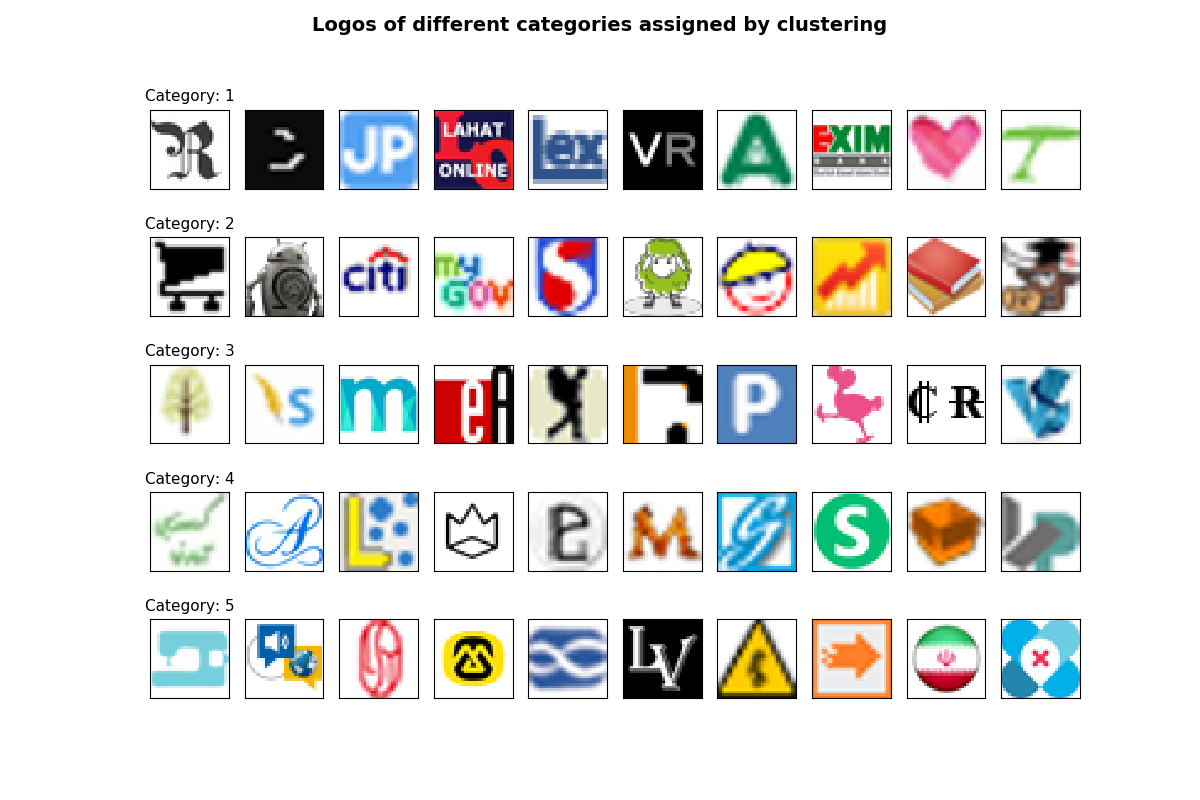 Logos of different categories assigned by clustering
Category: 1
R
JP
LAHAT
ONLINE
Lex
VR
A
EXIM
BANK
T
Category: 2
citi
my
GOV
S
Category: 3
s
m
eA
P
₵ R
Category: 4
A
L
e
M
G
S
Category: 5
LV